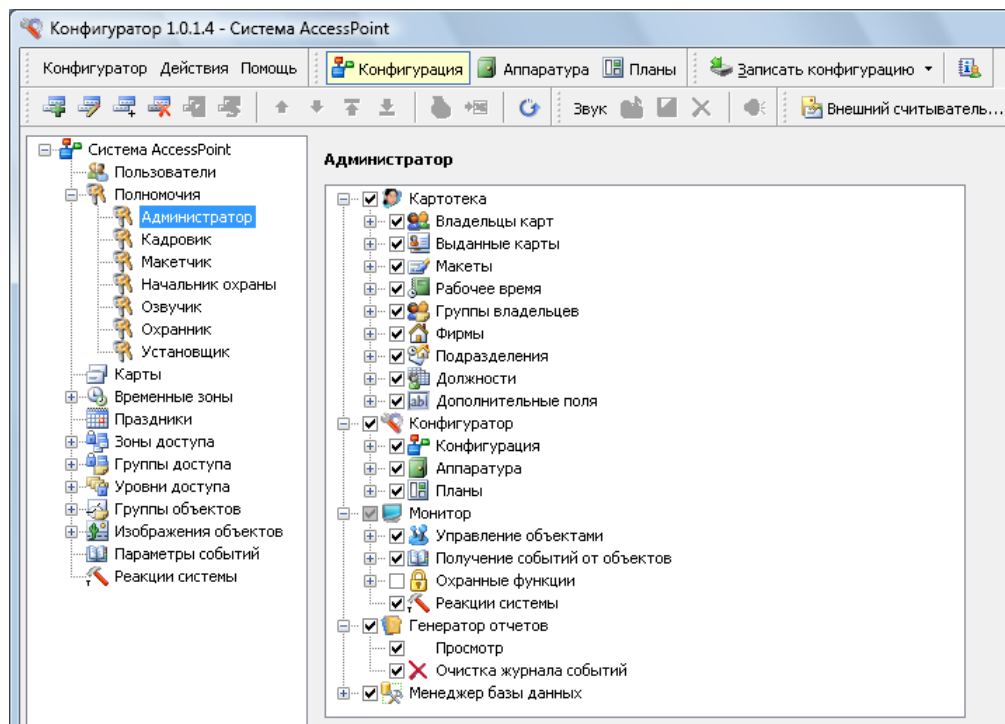 Конфигуратор 1.0.1.4 - Система AccessPoint
Конфигуратор Действия Помощь Конфигурация Аппаратура Планы Записать конфигурацию
Звук Внешний считыватель...
Система AccessPoint
Пользователи
Полномочия
Администратор
Кадровик
Макетчик
Начальник охраны
Озвучик
Охранник
Установщик
Карты
Временные зоны
Праздники
Зоны доступа
Группы доступа
Уровни доступа
Группы объектов
Изображения объектов
Параметры событий
Реакции системы
Администратор
Картотека
Владельцы карт
Выданные карты
Макеты
Рабочее время
Группы владельцев
Фирмы
Подразделения
Должности
abl Дополнительные поля
Конфигуратор
Конфигурация
Аппаратура
Планы
Монитор
Управление объектами
Получение событий от объектов
Охранные функции
Реакции системы
Генератор отчетов
Просмотр
Очистка журнала событий
Менеджер базы данных